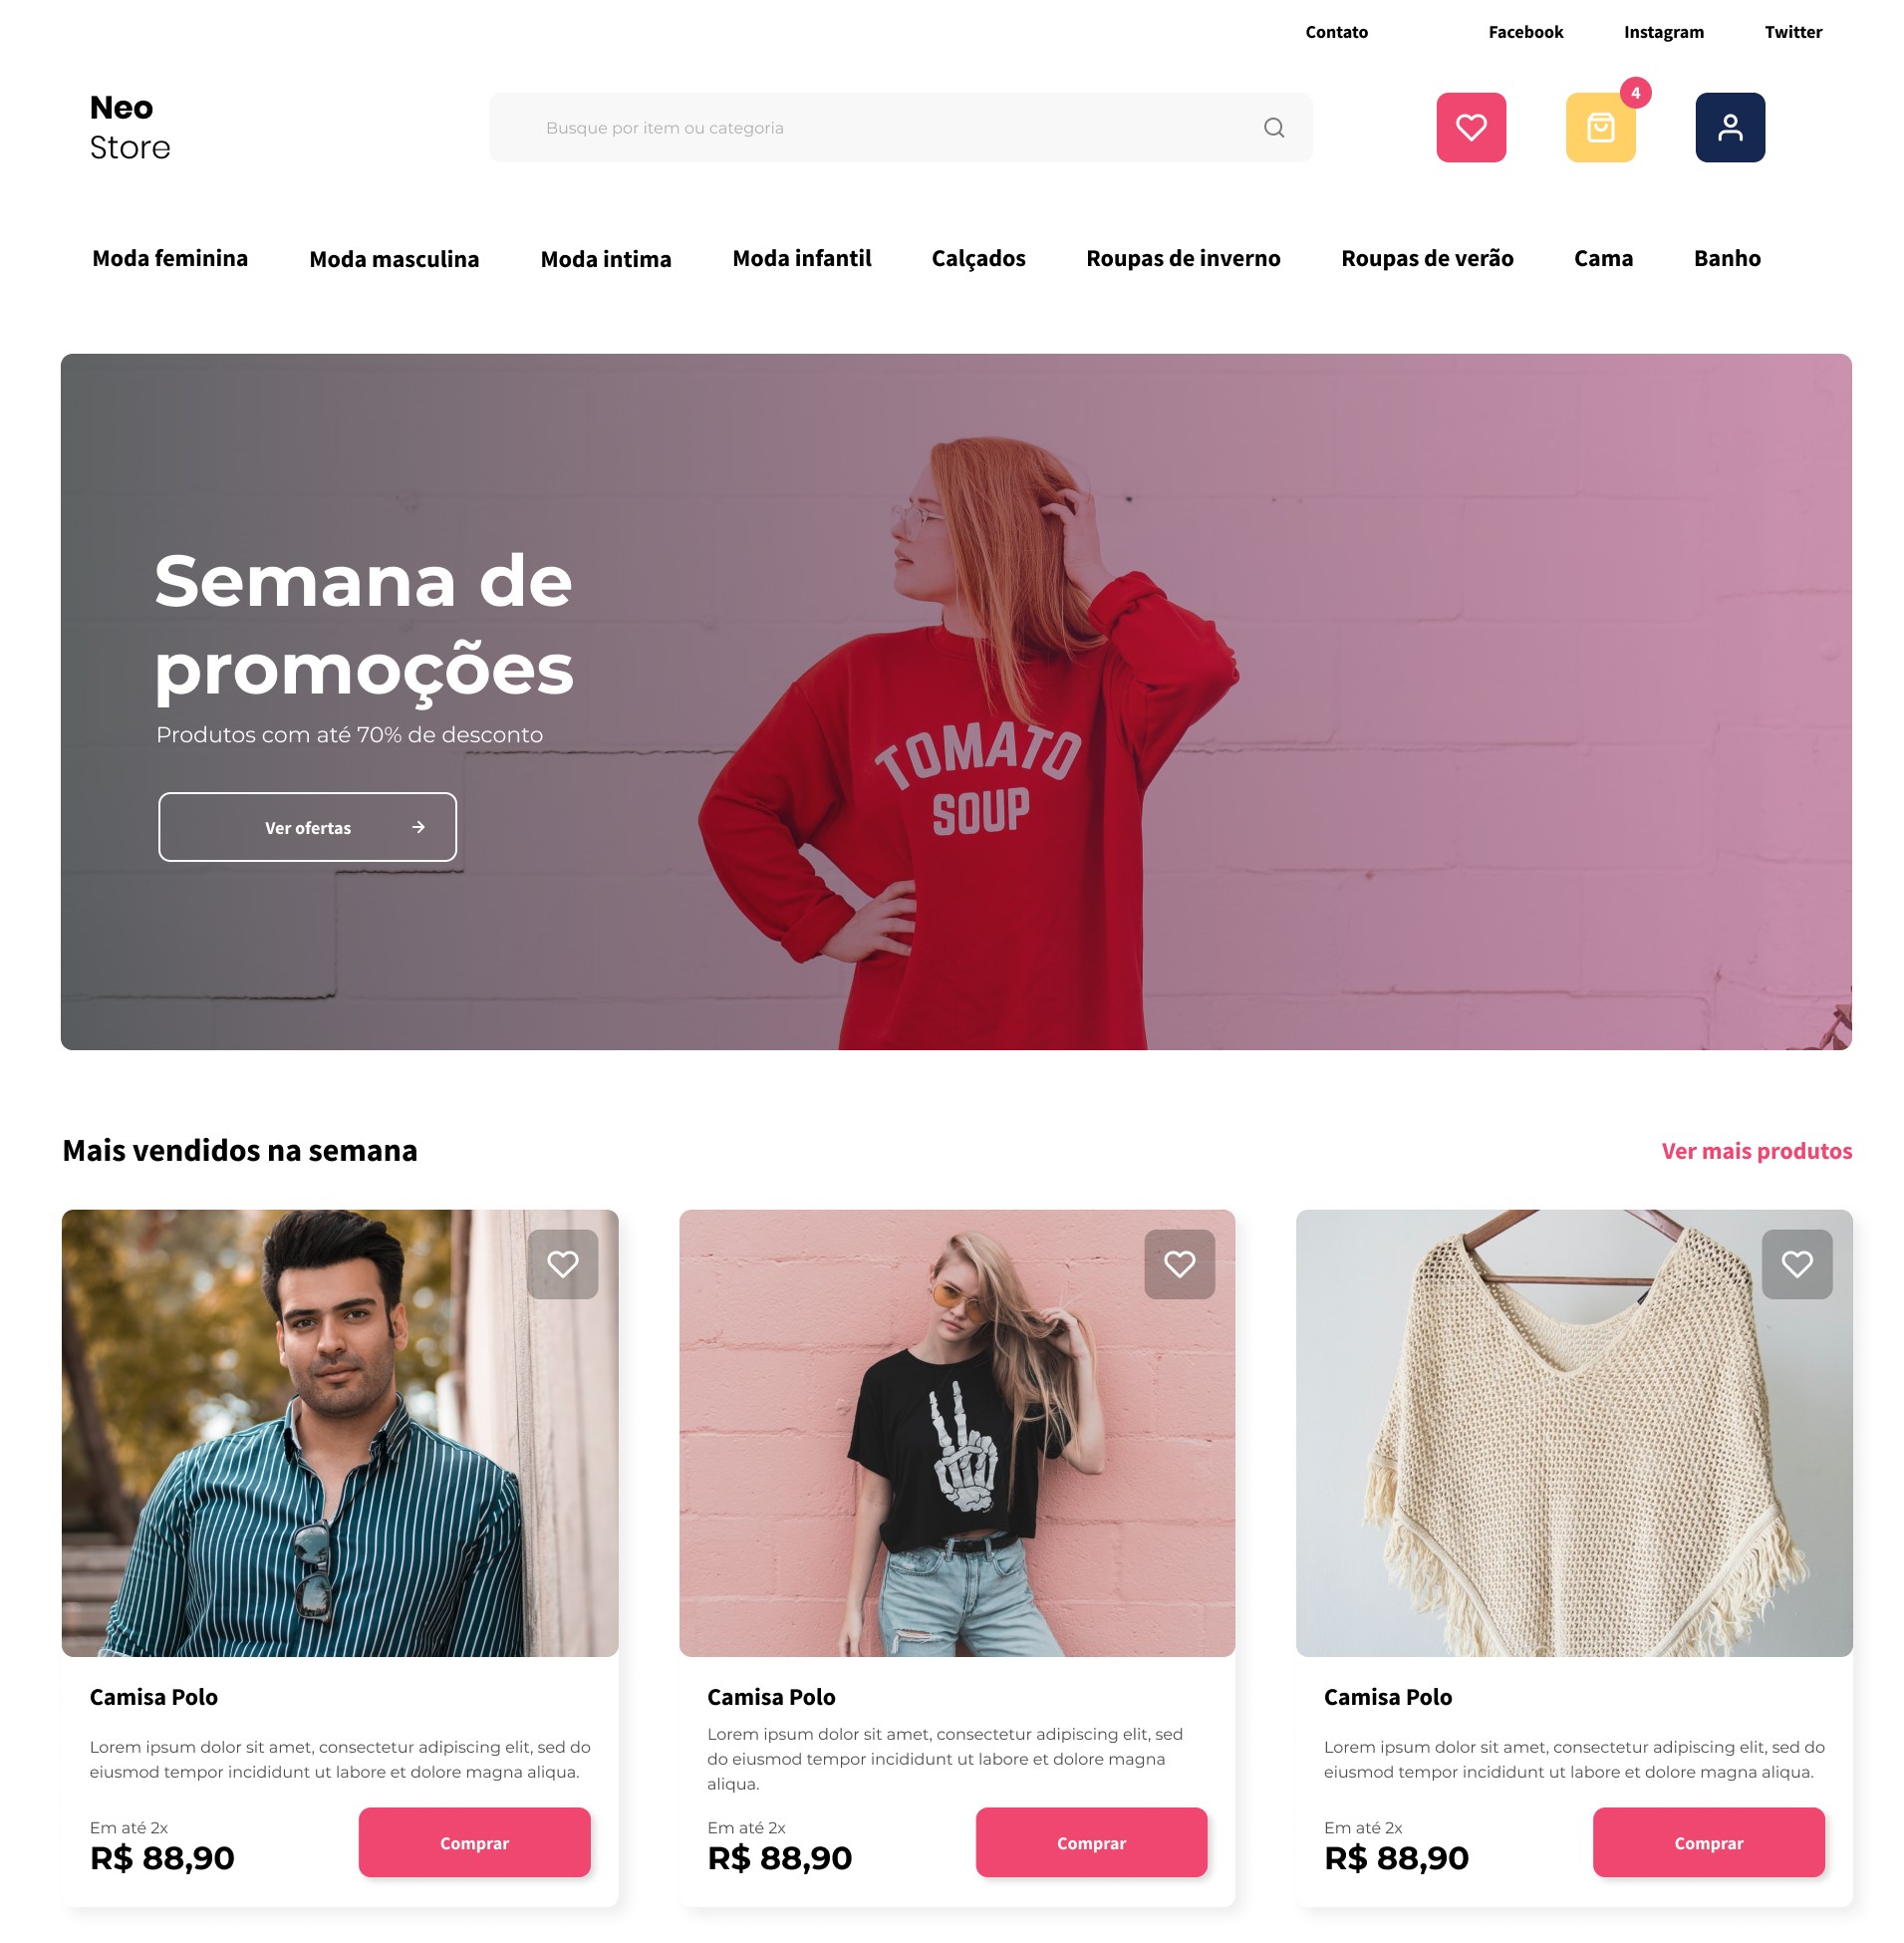 Contato Facebook Instagram Twitter
Neo
Store
Busque por item ou categoria
4
Moda feminina Moda masculina Moda intima Moda infantil Calçados Roupas de inverno Roupas de verão Cama Banho
Semana de
promoções
Produtos com até 70% de desconto
Ver ofertas
TOMATO
SOUP
Mais vendidos na semana
Ver mais produtos
Camisa Polo
Lorem ipsum dolor sit amet, consectetur adipiscing elit, sed do
eiusmod tempor incididunt ut labore et dolore magna aliqua.
Em até 2x
R$ 88,90
Comprar
Camisa Polo
Lorem ipsum dolor sit amet, consectetur adipiscing elit, sed
do eiusmod tempor incididunt ut labore et dolore magna
aliqua.
Em até 2x
R$ 88,90
Comprar
Camisa Polo
Lorem ipsum dolor sit amet, consectetur adipiscing elit, sed do
eiusmod tempor incididunt ut labore et dolore magna aliqua.
Em até 2x
R$ 88,90
Comprar